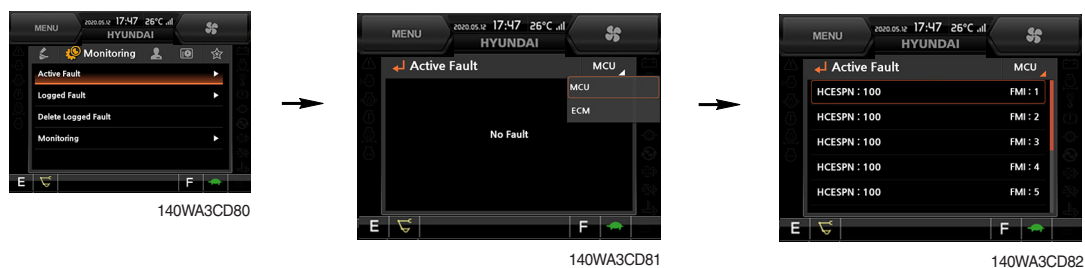 MENU
2020.05.12 17:47 26°C
HYUNDAI
Monitoring
Active Fault
Logged Fault
Delete Logged Fault
Monitoring
E
F
140WA3CD80
MENU
2020.05.12 17:47 26°C
HYUNDAI
Active Fault MCU
MCU
ECM
No Fault
E
F
140WA3CD81
MENU
2020.05.12 17:47 26°C
HYUNDAI
Active Fault MCU
HCESPN : 100 FMI : 1
HCESPN : 100 FMI : 2
HCESPN : 100 FMI : 3
HCESPN : 100 FMI : 4
HCESPN : 100 FMI : 5
E
F
140WA3CD82